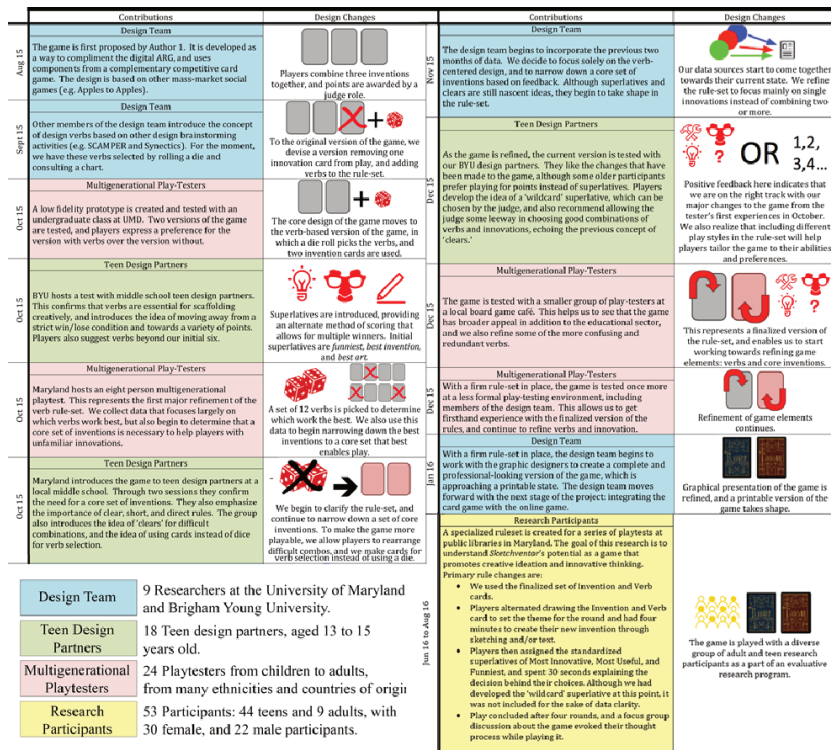 Contributions
Design Changes
Aug 15
Design Team
The game is first proposed by Author 1. It is developed as
a way to compliment the digital ARG, and uses
components from a complementary competitive card
game. The design is based on other mass-market social
games (e.g. Apples to Apples).
Players combine three inventions
together, and points are awarded by a
judge role.
Sept 15
Design Team
Other members of the design team introduce the concept
of design verbs based on other design brainstorming
activities (e.g. SCAMPER and Synectics). For the moment,
we have these verbs selected by rolling a die and
consulting a chart.
To the original version of the game, we
devise a version removing one
innovation card from play, and adding
verbs to the rule-set.
Oct 15
Multigenerational Play-Testers
A low fidelity prototype is created and tested with an
undergraduate class at UMD. Two versions of the game
are tested, and players express a preference for the
version with verbs over the version without.
The core design of the game moves to
the verb-based version of the game, in
which a die roll picks the verbs, and
two invention cards are used.
Oct 15
Teen Design Partners
BYU hosts a test with middle school teen design partners.
This confirms that verbs are essential for scaffolding
creatively, and introduces the idea of moving away from a
strict win/lose condition and towards a variety of points.
Players also suggest verbs beyond our initial six.
Superlatives are introduced, providing
an alternate method of scoring that
allows for multiple winners. Initial
superlatives are funniest, best invention,
and best art.
Oct 15
Multigenerational Play-Testers
Maryland hosts an eight person multigenerational
playtest. This represents the first major refinement of the
verb rule-set. We collect data that focuses largely on
which verbs work best, but also begin to determine that a
core set of inventions is necessary to help players with
unfamiliar innovations.
A set of 12 verbs is picked to determine
which work the best. We also use this
data to begin narrowing down the best
inventions to a core set that best
enables play.
Oct 15
Teen Design Partners
Maryland introduces the game to teen design partners at a
local middle school. Through two sessions they confirm
the need for a core set of inventions. They also emphasize
the importance of clear, short, and direct rules. The group
also introduces the idea of 'clears' for difficult
combinations, and the idea of using cards instead of dice
for verb selection.
We begin to clarify the rule-set, and
continue to narrow down a set of core
inventions. To make the game more
playable, we allow players to rearrange
difficult combos, and we make cards for
verb selection instead of using a die.
Design Team
9 Researchers at the University of Maryland
and Brigham Young University.
Teen Design
Partners
18 Teen design partners, aged 13 to 15
years old.
Multigenerational
Playtesters
24 Playtesters from children to adults,
from many ethnicities and countries of origi
Research
Participants
53 Participants: 44 teens and 9 adults, with
30 female, and 22 male participants.
Contributions
Design Changes
Nov 15
Design Team
The design team begins to incorporate the previous two
months of data. We decide to focus solely on the verb-
centered design, and to narrow down a core set of
inventions based on feedback. Although superlatives and
clears are still nascent ideas, they begin to take shape in
the rule-set.
Our data sources start to come together
towards their current state. We refine
the rule-set to focus mainly on single
innovations instead of combining two
or more.
Dec 15
Teen Design Partners
As the game is refined, the current version is tested with
our BYU design partners. They like the changes that have
been made to the game, although some older participants
prefer playing for points instead of superlatives. Players
develop the idea of a 'wildcard' superlative, which can be
chosen by the judge, and also recommend allowing the
judge some leeway in choosing good combinations of
verbs and innovations, echoing the previous concept of
'clears.'
?
OR
1,2,
3,4...
Positive feedback here indicates that
we are on the right track with our
major changes to the game from the
tester's first experiences in October.
We also realize that including different
play styles in the rule-set will help
players tailor the game to their abilities
and preferences.
Dec 15
Multigenerational Play-Testers
The game is tested with a smaller group of play-testers at
a local board game café. This helps us to see that the game
has broader appeal in addition to the educational sector,
and we also refine some of the more confusing and
redundant verbs.
?
This represents a finalized version of
the rule-set, and enables us to start
working towards refining game
elements: verbs and core inventions.
Dec 15
Multigenerational Play-Testers
With a firm rule-set in place, the game is tested once more
at a less formal play-testing environment, including
members of the design team. This allows us to get
firsthand experience with the finalized version of the
rules, and continue to refine verbs and innovation.
Refinement of game elements
continues.
Jan 16
Design Team
With a firm rule-set in place, the design team begins to
work with the graphic designers to create a complete and
professional-looking version of the game, which is
approaching a printable state. The design team moves
forward with the next stage of the project: integrating the
card game with the online game.
Graphical presentation of the game is
refined, and a printable version of the
game takes shape.
Jun 16 to Aug 16
Research Participants
A specialized ruleset is created for a series of playtests at
public libraries in Maryland. The goal of this research is to
understand Sketchventor's potential as a game that
promotes creative ideation and innovative thinking.
Primary rule changes are:
• We used the finalized set of Invention and Verb
cards.
• Players alternated drawing the Invention and Verb
card to set the theme for the round and had four
minutes to create their new invention through
sketching and/or text.
• Players then assigned the standardized
superlatives of Most Innovative, Most Useful, and
Funniest, and spent 30 seconds explaining the
decision behind their choices. Although we had
developed the 'wildcard' superlative at this point, it
was not included for the sake of data clarity.
• Play concluded after four rounds, and a focus group
discussion about the game evoked their thought
process while playing it.
The game is played with a diverse
group of adult and teen research
participants as a part of an evaluative
research program.